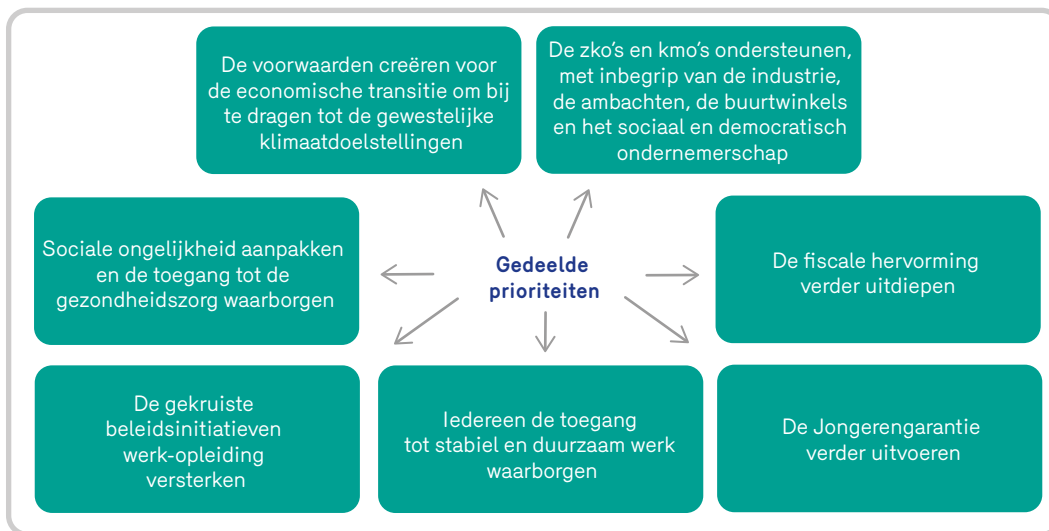 De voorwaarden creëren voor
de economische transitie om bij
te dragen tot de gewestelijke
klimaatdoelstellingen
De zko's en kmo's ondersteunen,
met inbegrip van de industrie,
de ambachten, de buurtwinkels
en het sociaal en democratisch
ondernemerschap
Sociale ongelijkheid aanpakken
en de toegang tot de
gezondheidszorg waarborgen
Gedeelde
prioriteiten
De fiscale hervorming
verder uitdiepen
De gekruiste
beleidsinitiatieven
werk-opleiding
versterken
Iedereen de toegang
tot stabiel en duurzaam werk
waarborgen
De Jongerengarantie
verder uitvoeren